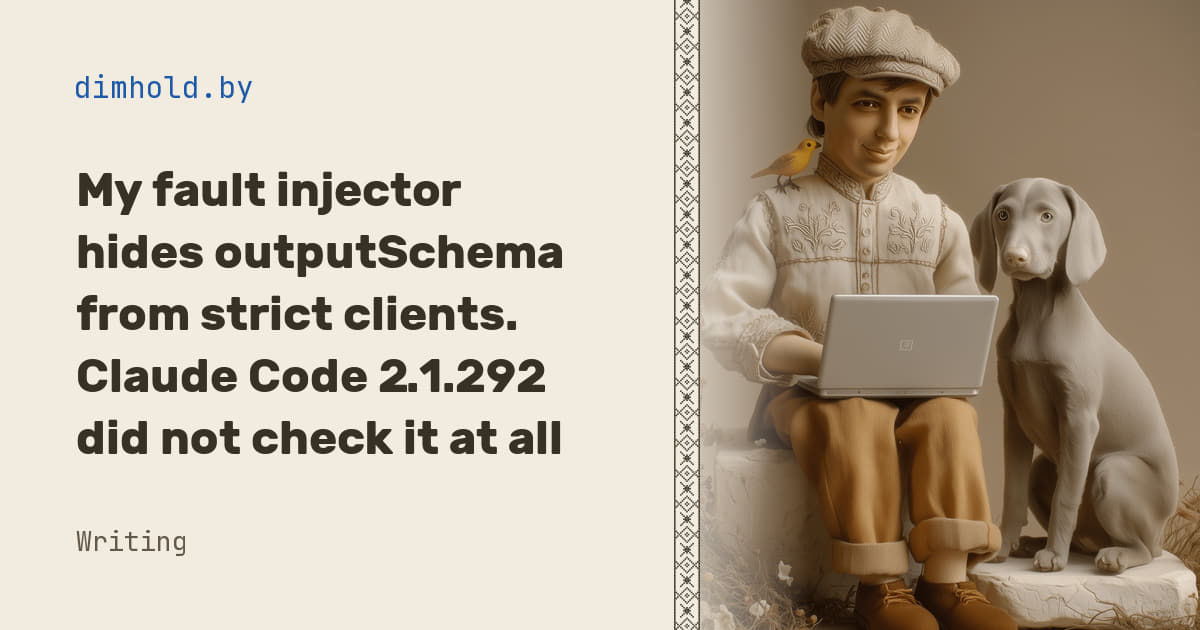 dimhold.by
My fault injector
hides outputSchema
from strict clients.
Claude Code 2.1.292
did not check it at all
Writing